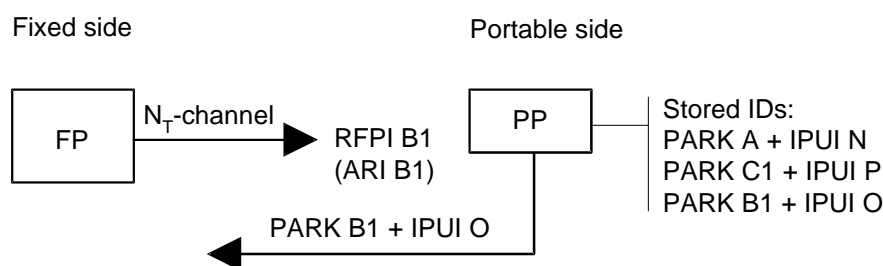 Fixed side
Portable side
FP
N_T-channel
RFPI B1
(ARI B1)
PP
Stored IDs:
PARK A + IPUI N
PARK C1 + IPUI P
PARK B1 + IPUI O
PARK B1 + IPUI O